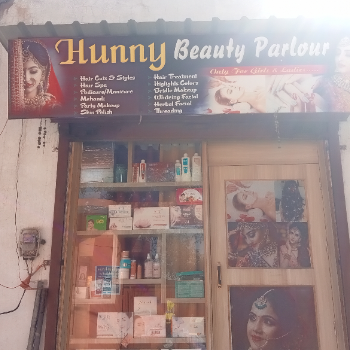 Hunny Beauty Parlour
Only For Girls & Ladies
Hair Cuts & Styles
Hair Spa
Padicure/Manicure
Mehandi
Party Makeup
Skin Polish
Hair Treatment
Highlight Colors
Bridle Makeup
Whitening Facial
Herbal Facial
Threading